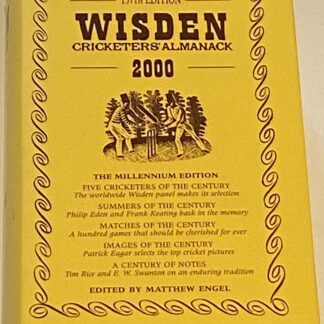 137th EDITION
WISDEN
CRICKETERS' ALMANACK
2000
THE MILLENNIUM EDITION
FIVE CRICKETERS OF THE CENTURY
The worldwide Wisden panel makes its selection
SUMMERS OF THE CENTURY
Philip Eden and Frank Keating bask in the memory
MATCHES OF THE CENTURY
A hundred games that should be cherished for ever
IMAGES OF THE CENTURY
Patrick Eagar selects the top cricket pictures
A CENTURY OF NOTES
Tim Rice and E. W. Swanton on an enduring tradition
EDITED BY MATTHEW ENGEL